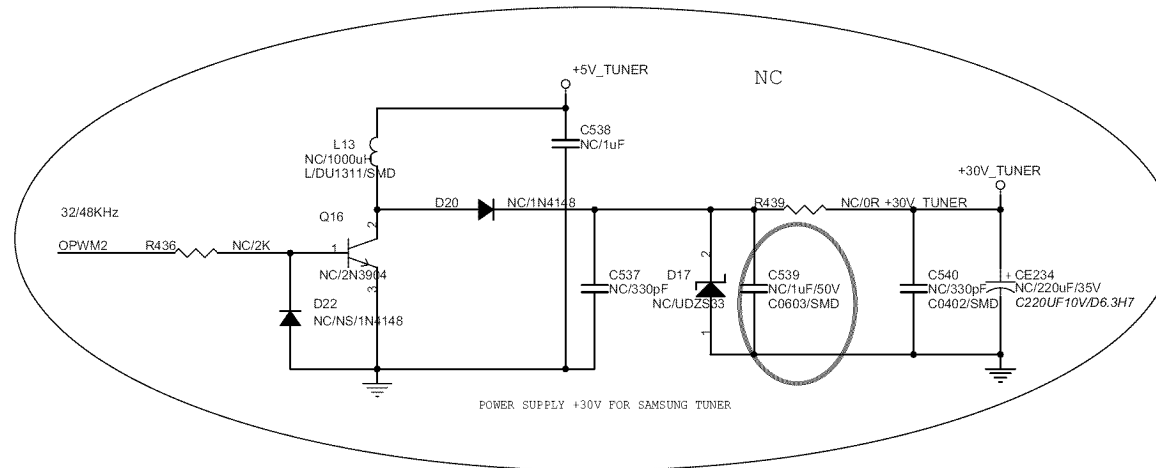 +5V_TUNER
NC
C538
NC/1uF
L13
NC/1000uH
L/DU1311/SMD
+30V_TUNER
32/48KHz
Q16
2
D20
NC/1N4148
R439
NC/0R
+30V_TUNER
OPWM2
R436
NC/2K
1
NC/2N3904
3
D22
NC/NS/1N4148
C537
NC/330pF
2
D17
NC/UDZS33
1
C539
NC/1uF/50V
C0603/SMD
C540
NC/330pF
C0402/SMD
+ CE234
NC/220uF/35V
C220UF10V/D6.3H7
POWER SUPPLY +30V FOR SAMSUNG TUNER